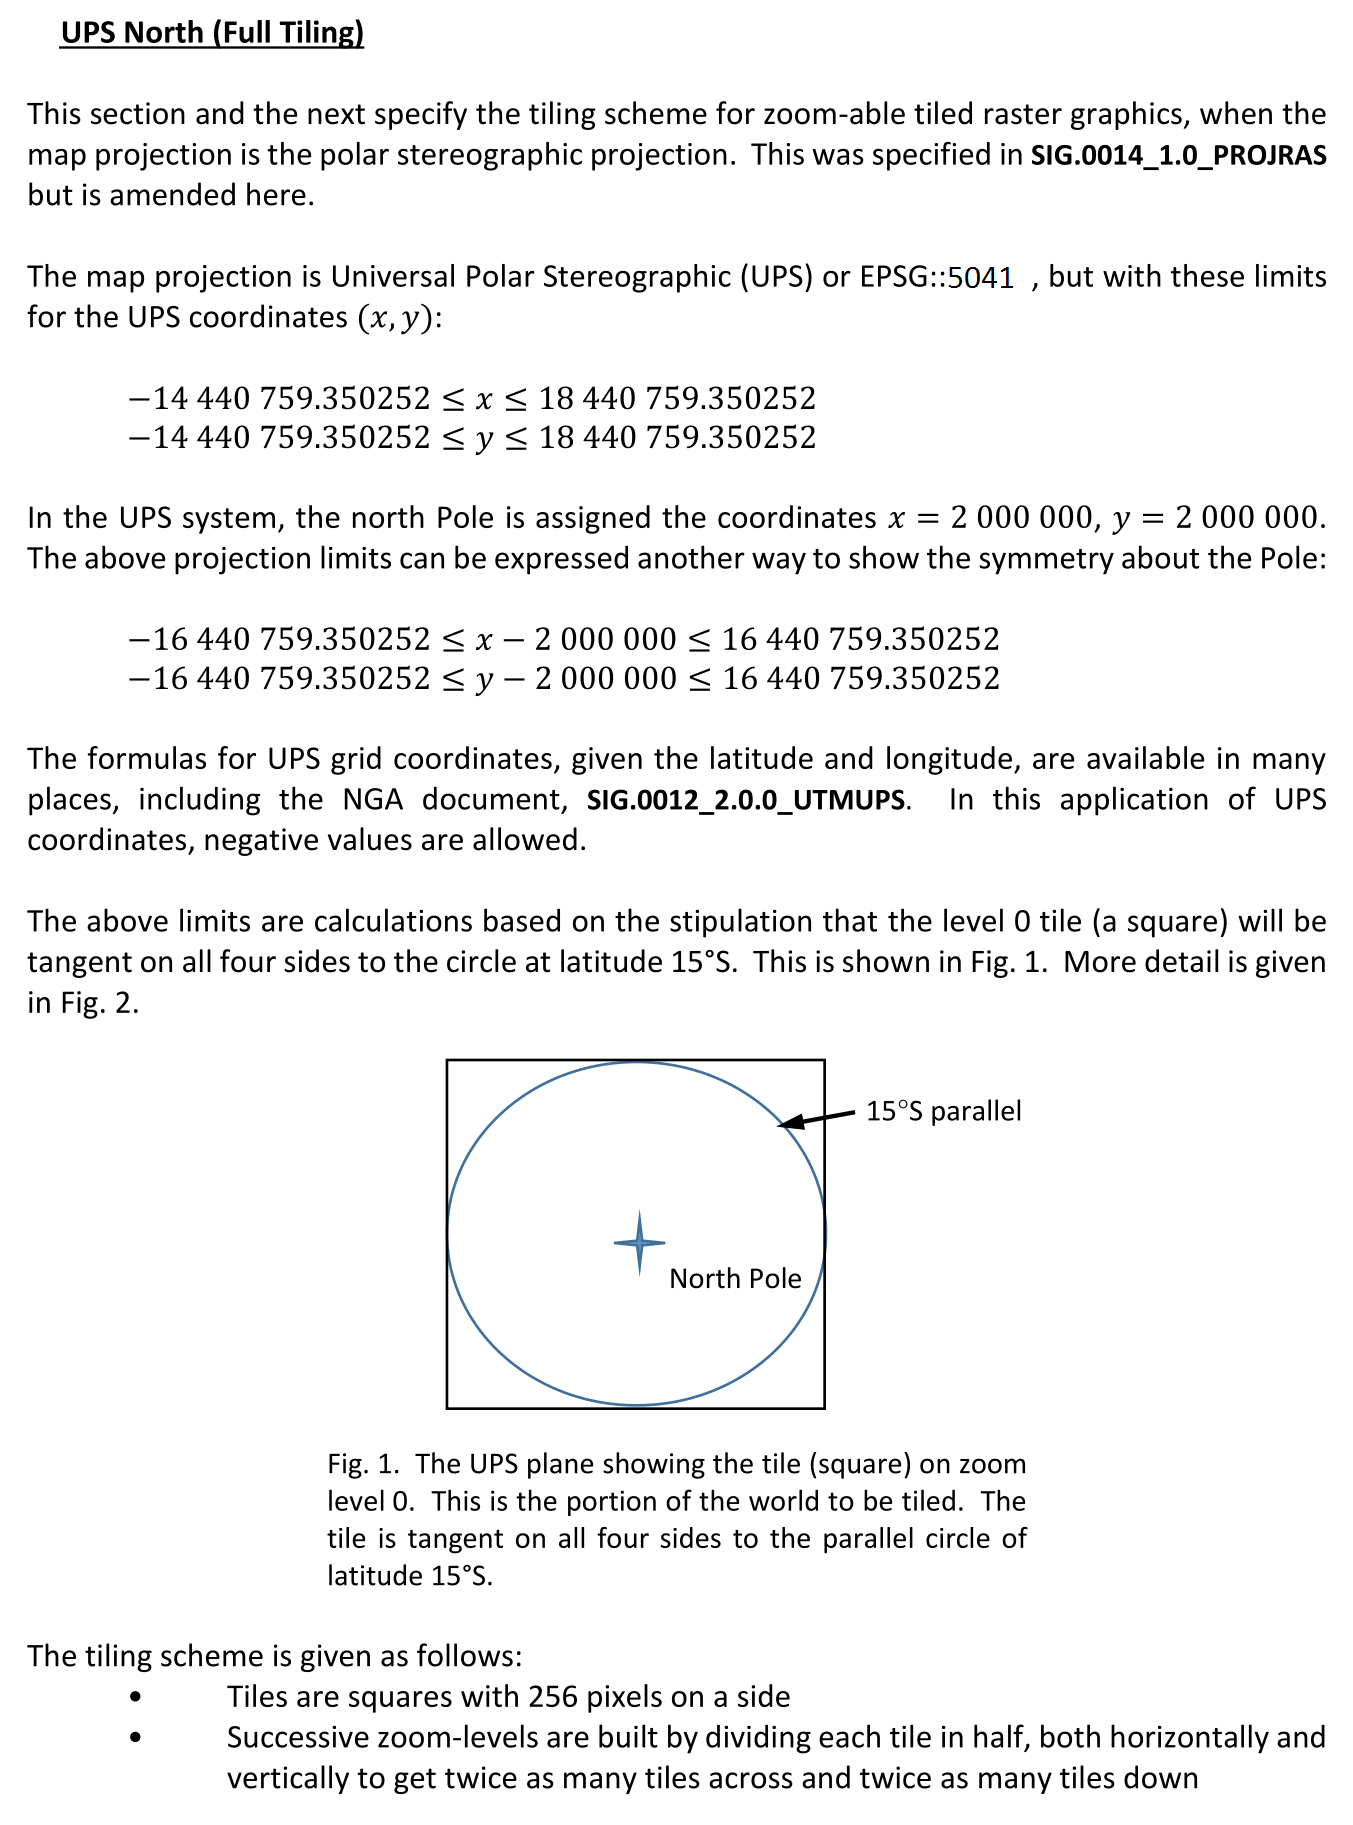 UPS North (Full Tiling)
This section and the next specify the tiling scheme for zoom-able tiled raster graphics, when the
map projection is the polar stereographic projection. This was specified in SIG.0014_1.0_PROJRAS
but is amended here.
The map projection is Universal Polar Stereographic (UPS) or EPSG::5041 , but with these limits
for the UPS coordinates (x, y):
−14 440 759.350252 ≤ x ≤ 18 440 759.350252
−14 440 759.350252 ≤ y ≤ 18 440 759.350252
In the UPS system, the north Pole is assigned the coordinates x = 2 000 000, y = 2 000 000.
The above projection limits can be expressed another way to show the symmetry about the Pole:
−16 440 759.350252 ≤ x − 2 000 000 ≤ 16 440 759.350252
−16 440 759.350252 ≤ y − 2 000 000 ≤ 16 440 759.350252
The formulas for UPS grid coordinates, given the latitude and longitude, are available in many
places, including the NGA document, SIG.0012_2.0.0_UTMUPS. In this application of UPS
coordinates, negative values are allowed.
The above limits are calculations based on the stipulation that the level 0 tile (a square) will be
tangent on all four sides to the circle at latitude 15°S. This is shown in Fig. 1. More detail is given
in Fig. 2.
15°S parallel
North Pole
Fig. 1. The UPS plane showing the tile (square) on zoom
level 0. This is the portion of the world to be tiled. The
tile is tangent on all four sides to the parallel circle of
latitude 15°S.
The tiling scheme is given as follows:
• Tiles are squares with 256 pixels on a side
• Successive zoom-levels are built by dividing each tile in half, both horizontally and
vertically to get twice as many tiles across and twice as many tiles down